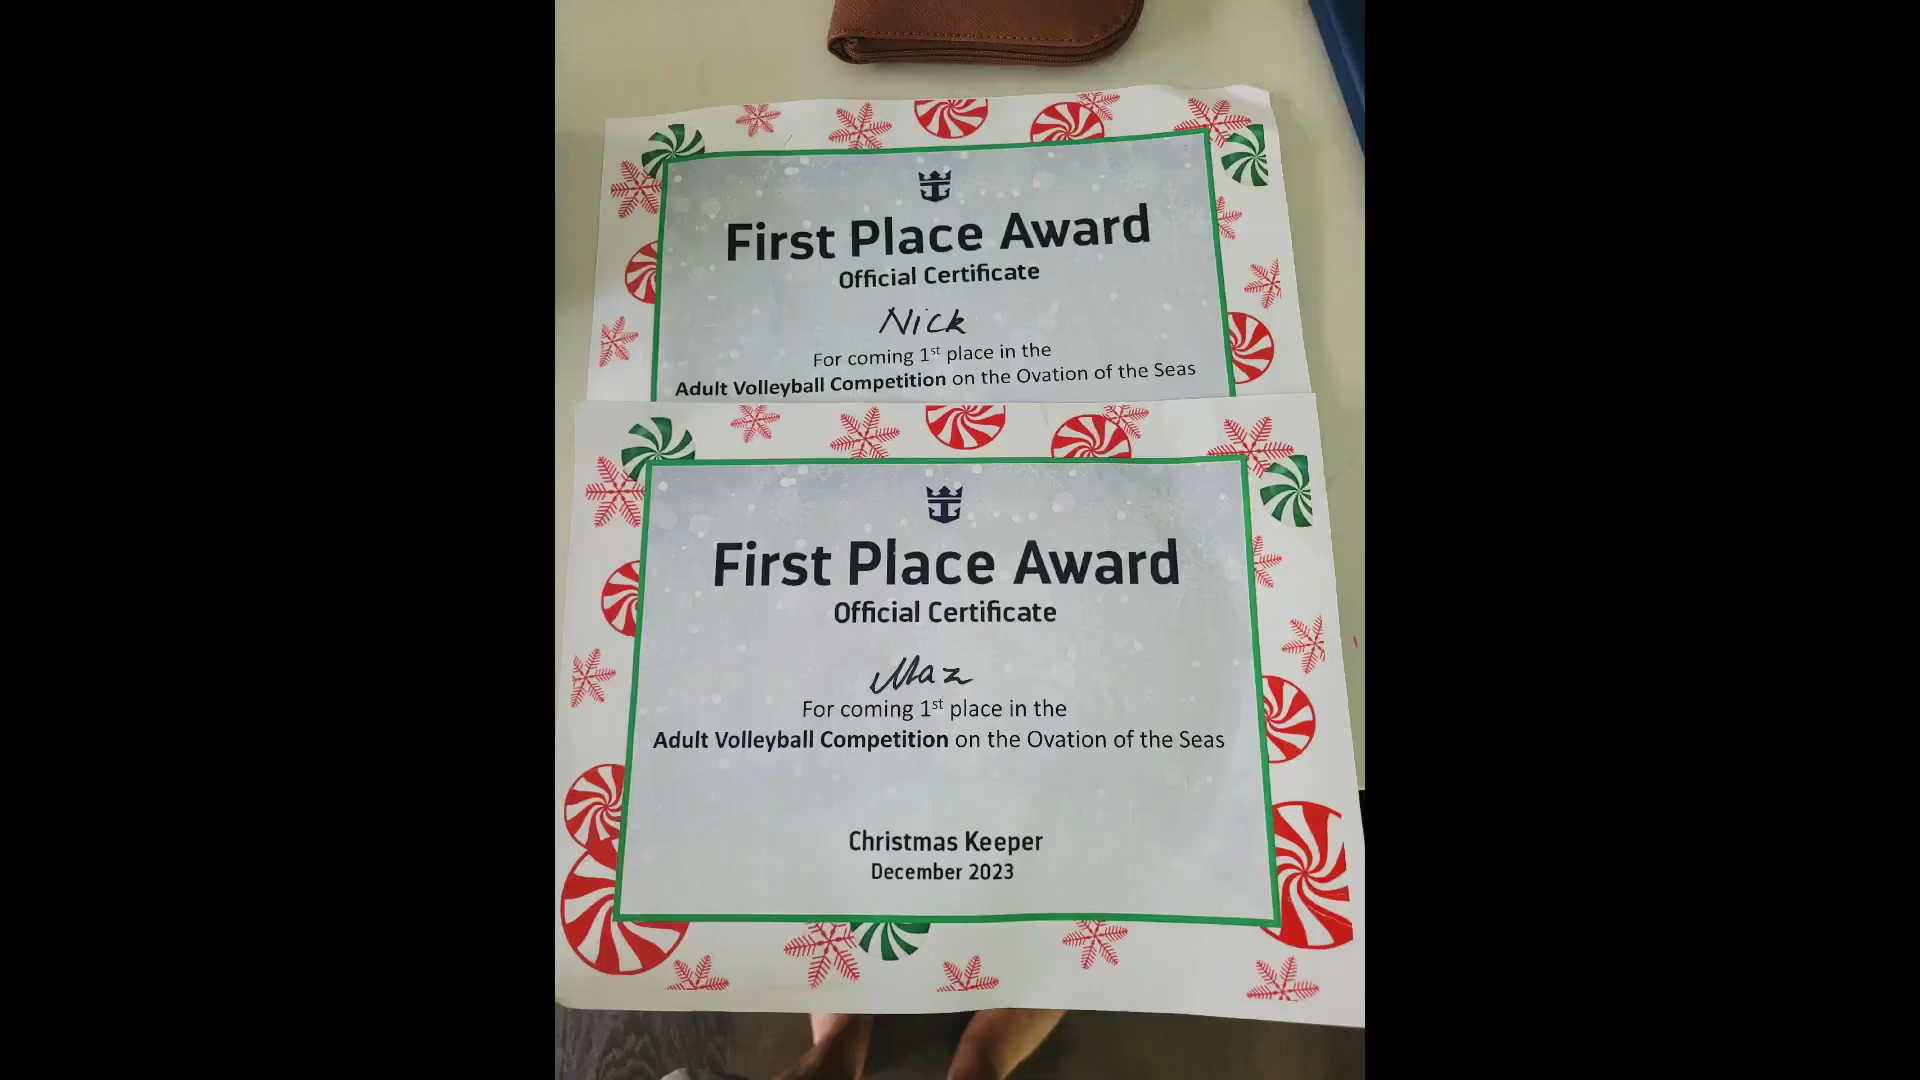 First Place Award
Official Certificate
Nick
For coming 1st place in the
Adult Volleyball Competition on the Ovation of the Seas
First Place Award
Official Certificate
Maz
For coming 1st place in the
Adult Volleyball Competition on the Ovation of the Seas
Christmas Keeper
December 2023